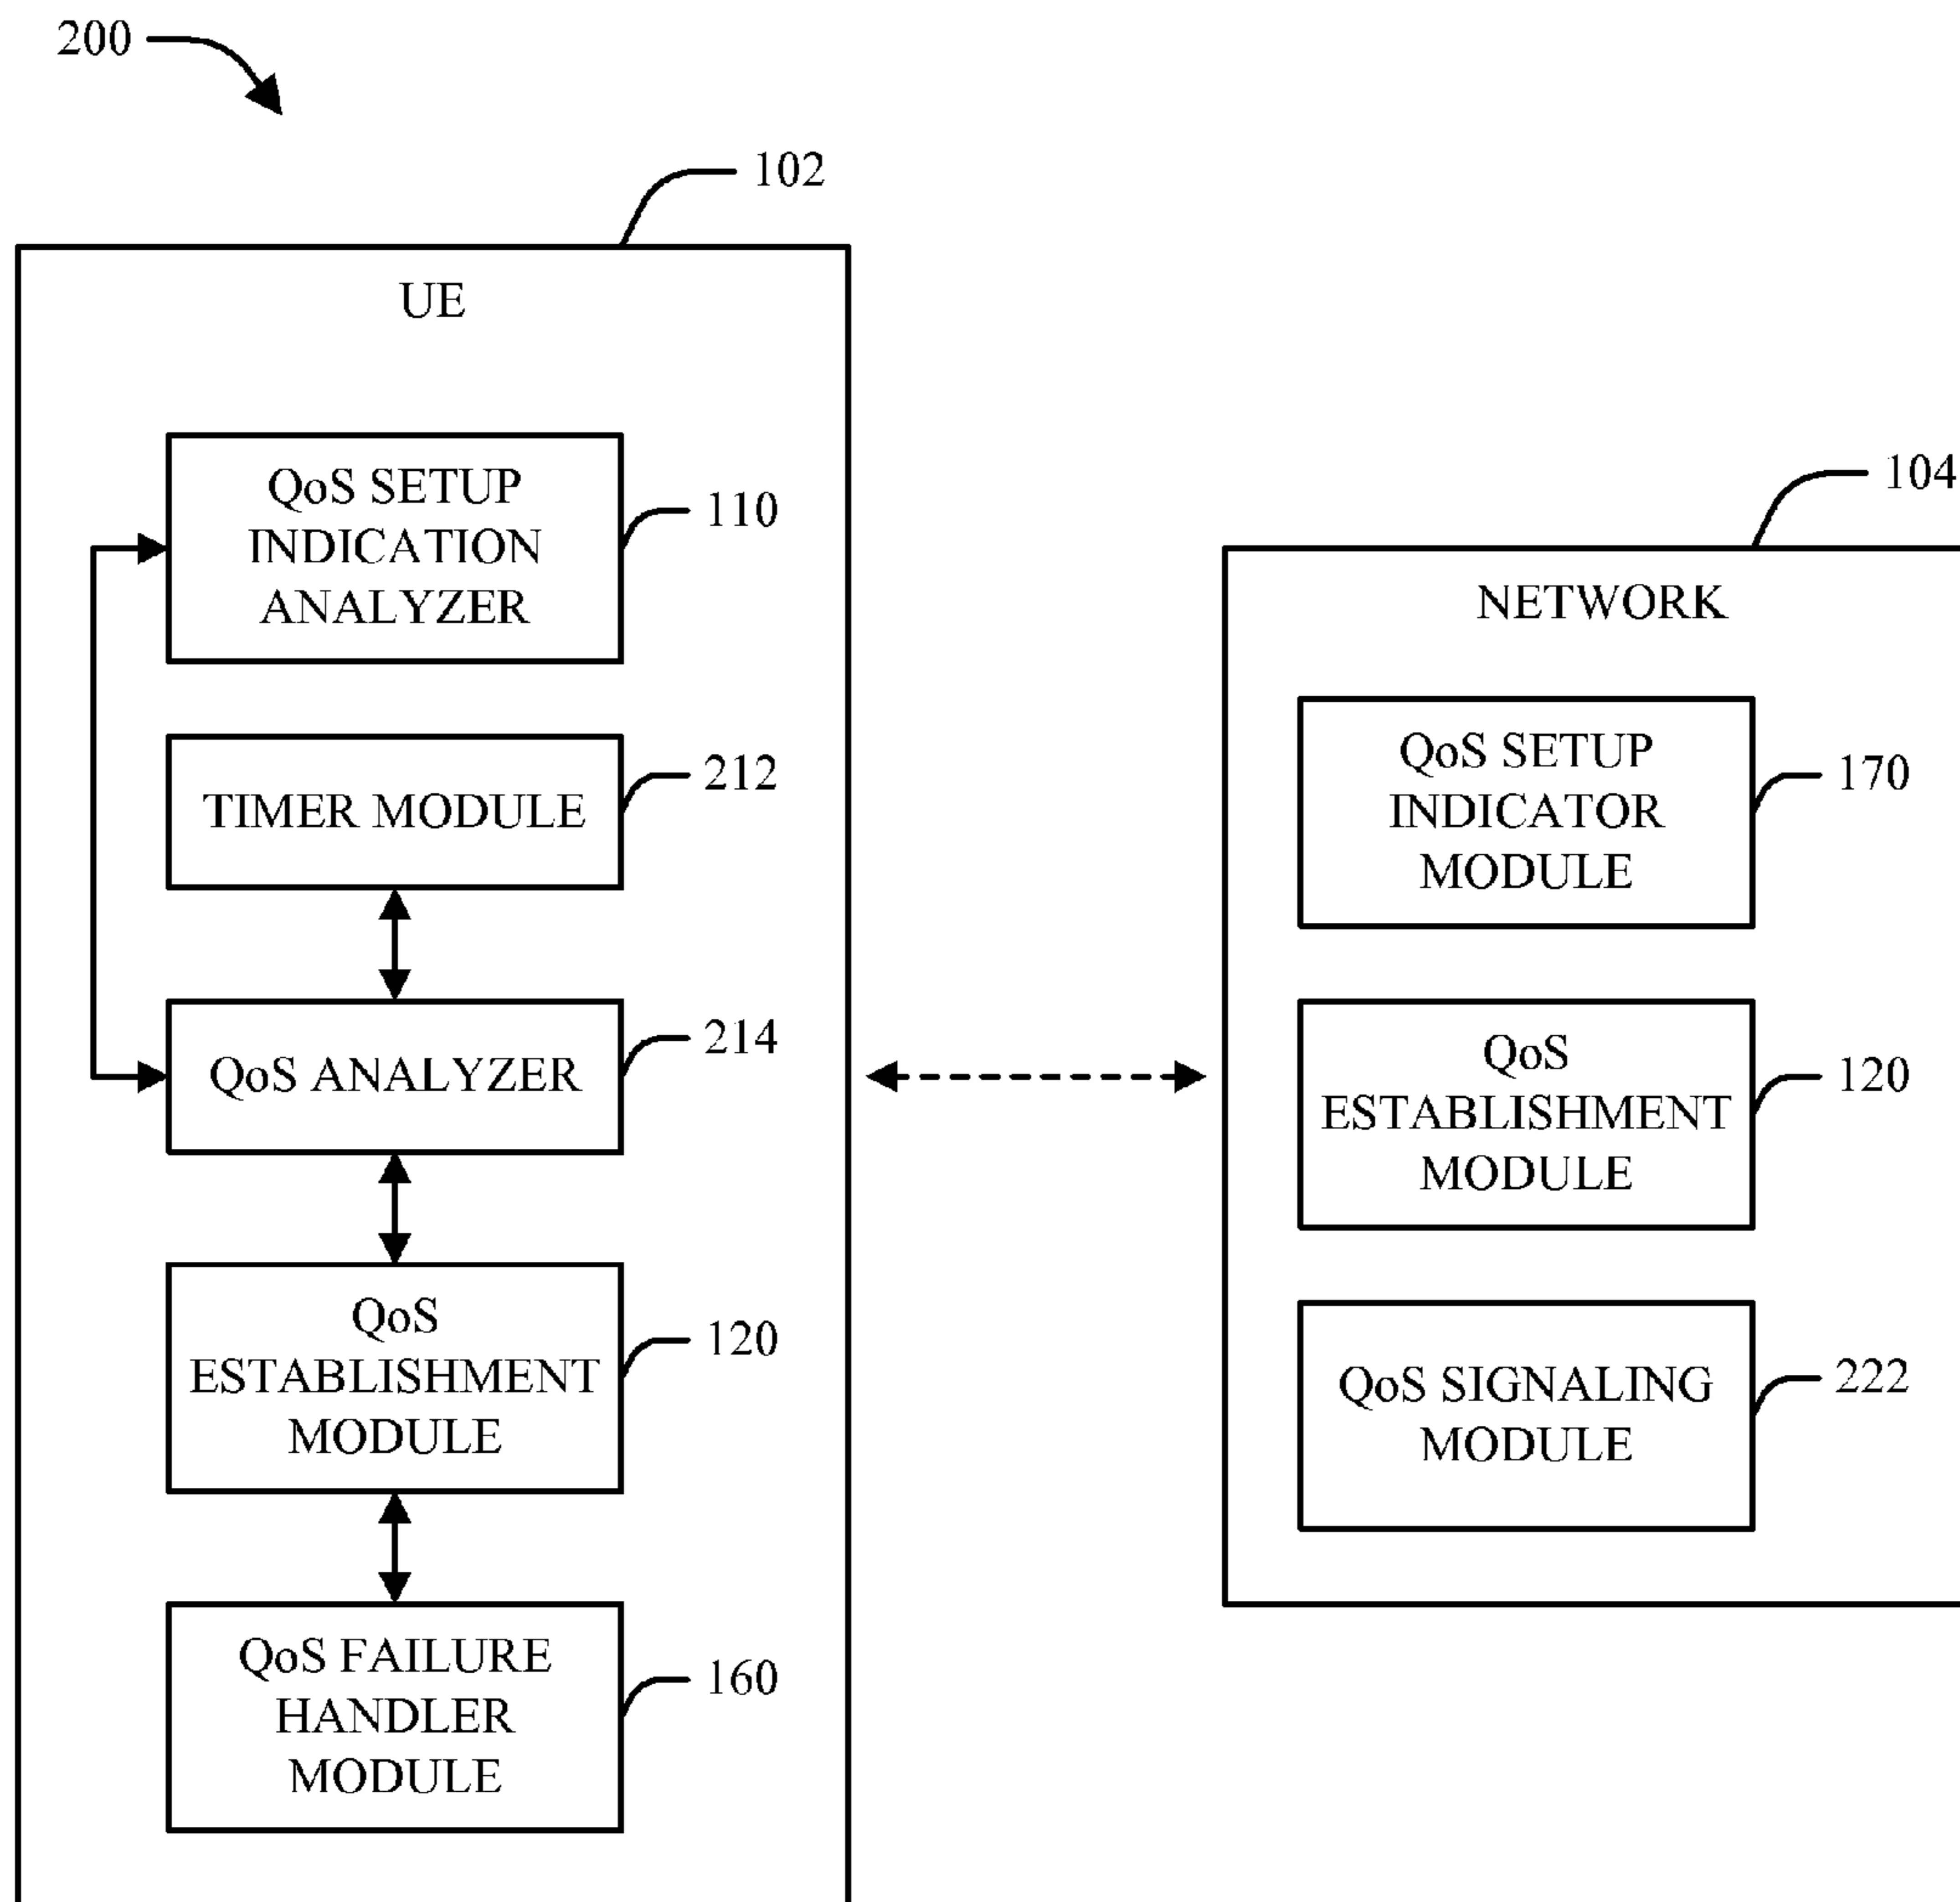 200
102
UE
QoS SETUP
INDICATION
ANALYZER
110
TIMER MODULE
212
QoS ANALYZER
214
QoS
ESTABLISHMENT
MODULE
120
QoS FAILURE
HANDLER
MODULE
160
104
NETWORK
QoS SETUP
INDICATOR
MODULE
170
QoS
ESTABLISHMENT
MODULE
120
QoS SIGNALING
MODULE
222